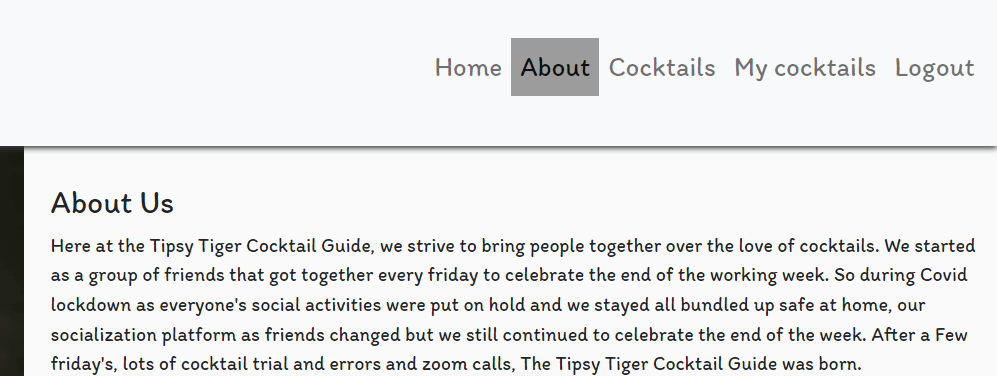 Home About Cocktails My cocktails Logout
About Us
Here at the Tipsy Tiger Cocktail Guide, we strive to bring people together over the love of cocktails. We started
as a group of friends that got together every friday to celebrate the end of the working week. So during Covid
lockdown as everyone's social activities were put on hold and we stayed all bundled up safe at home, our
socialization platform as friends changed but we still continued to celebrate the end of the week. After a Few
friday's, lots of cocktail trial and errors and zoom calls, The Tipsy Tiger Cocktail Guide was born.